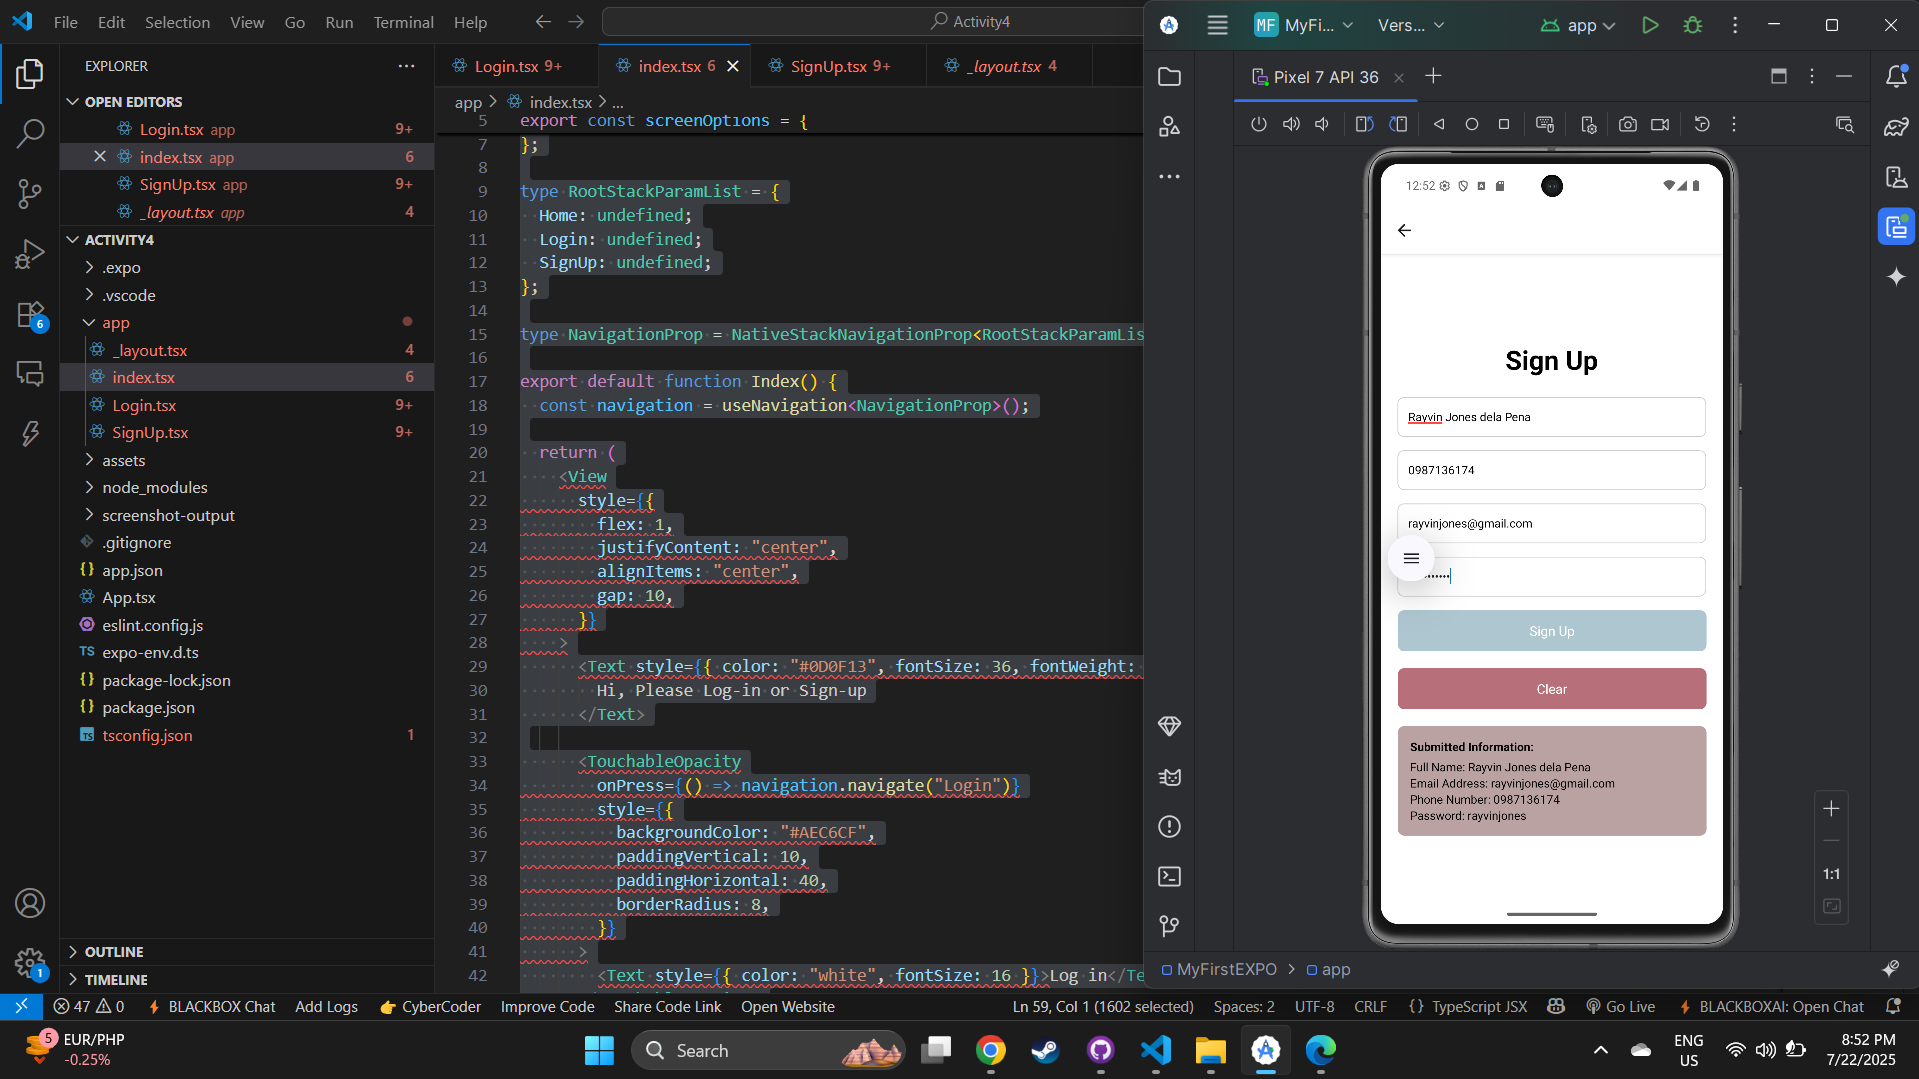 File Edit Selection View Go Run Terminal Help
Activity4
EXPLORER
OPEN EDITORS
Login.tsx app 9+
index.tsx app 6
SignUp.tsx app 9+
_layout.tsx app 4
ACTIVITY4
.expo
.vscode
app
_layout.tsx 4
index.tsx 6
Login.tsx 9+
SignUp.tsx 9+
assets
node_modules
screenshot-output
.gitignore
app.json
App.tsx
eslint.config.js
expo-env.d.ts
package-lock.json
package.json
tsconfig.json 1
OUTLINE
TIMELINE
6
1
Login.tsx 9+
index.tsx 6
SignUp.tsx 9+
_layout.tsx 4
app > index.tsx > ...
5 export const screenOptions = {
7 };
8
9 type RootStackParamList = {
10 Home: undefined;
11 Login: undefined;
12 SignUp: undefined;
13 };
14
15 type NavigationProp = NativeStackNavigationProp<RootStackParamLis
16
17 export default function Index() {
18 const navigation = useNavigation<NavigationProp>();
19
20 return (
21 <View
22 style={{
23 flex: 1,
24 justifyContent: "center",
25 alignItems: "center",
26 gap: 10,
27 }}
28 >
29 <Text style={{ color: "#0D0F13", fontSize: 36, fontWeight:
30 Hi, Please Log-in or Sign-up
31 </Text>
32
33 <TouchableOpacity
34 onPress={() => navigation.navigate("Login")}
35 style={{
36 backgroundColor: "#AEC6CF",
37 paddingVertical: 10,
38 paddingHorizontal: 40,
39 borderRadius: 8,
40 }}
41 >
42 <Text style={{ color: "white", fontSize: 16 }}>Log in</Te
MF MyFi... Vers... app
Pixel 7 API 36
12:52
Sign Up
Rayvin Jones dela Pena
0987136174
rayvinjones@gmail.com
Sign Up
Clear
Submitted Information:
Full Name: Rayvin Jones dela Pena
Email Address: rayvinjones@gmail.com
Phone Number: 0987136174
Password: rayvinjones
1:1
MyFirstEXPO > app
47 0 BLACKBOX Chat Add Logs CyberCoder Improve Code Share Code Link Open Website Ln 59, Col 1 (1602 selected) Spaces: 2 UTF-8 CRLF {} TypeScript JSX Go Live BLACKBOXAI: Open Chat
5
EUR/PHP
-0.25%
Search
ENG
US
8:52 PM
7/22/2025